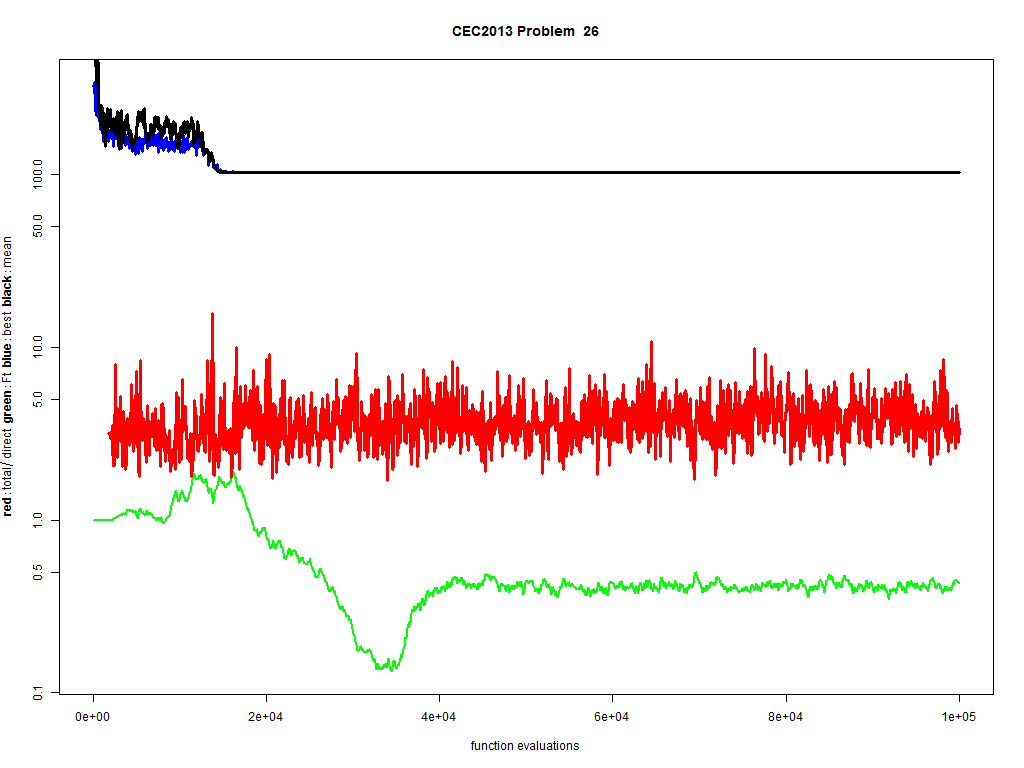 CEC2013 Problem 26
red : total/ direct green : Ft blue : best black : mean
100.0
50.0
10.0
5.0
1.0
0.5
0.1
0e+00 2e+04 4e+04 6e+04 8e+04 1e+05
function evaluations